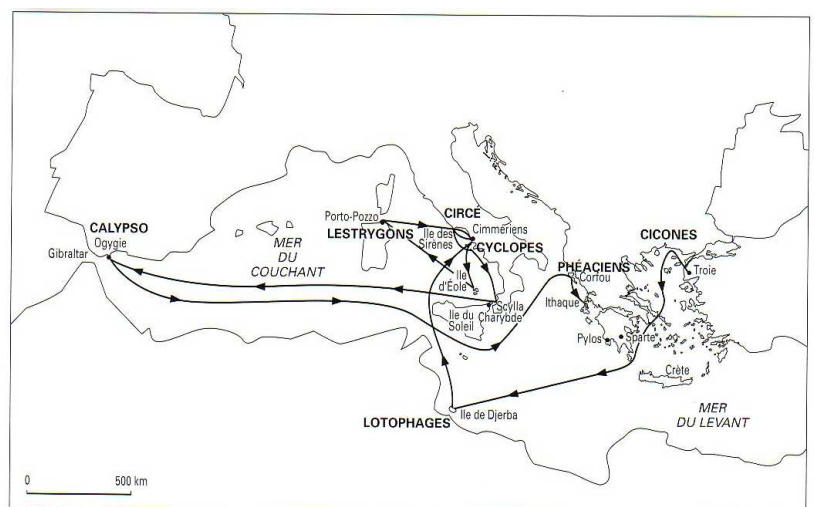 CALYPSO
Ogygie
Gibraltar
MER
DU
COUCHANT
Porto-Pozzo
LESTRYGONS
CIRCÉ
Cimmériens
Ile des
Sirènes
CYCLOPES
Ile
d'Éole
Scylla
Charybde
Ile du
Soleil
PHÉACIENS
Corfou
Ithaque
Pylos
Sparte
CICONES
Troie
Crète
MER
DU LEVANT
LOTOPHAGES
Ile de Djerba
0
500 km